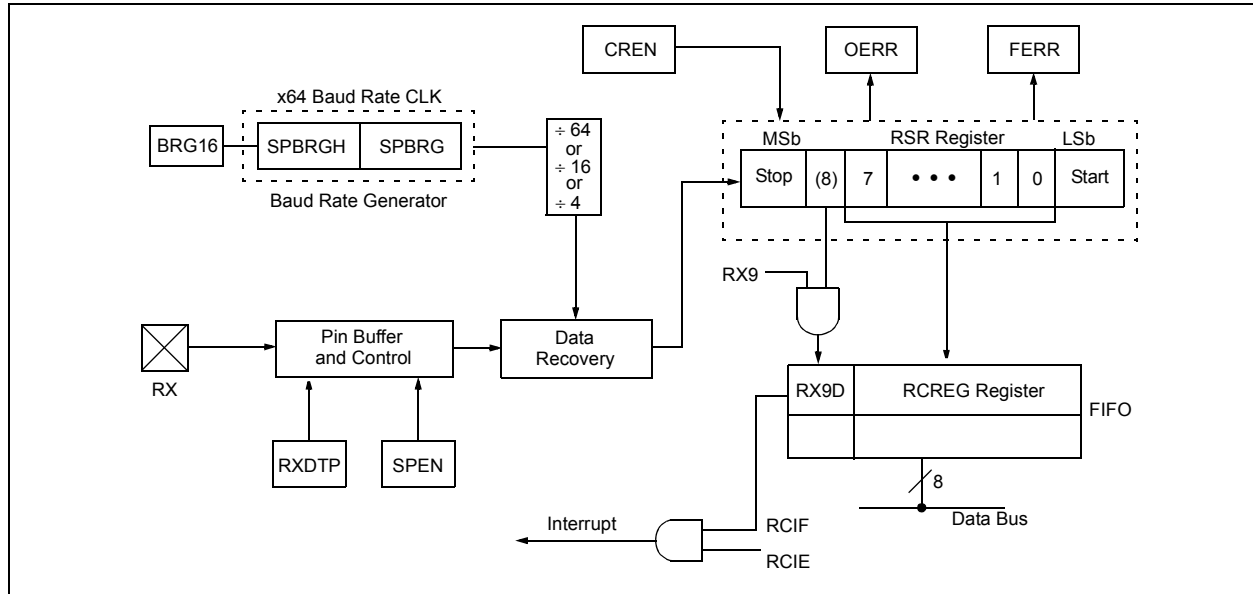 CREN
OERR
FERR
x64 Baud Rate CLK
BRG16
SPBRGH
SPBRG
Baud Rate Generator
÷ 64
or
÷ 16
or
÷ 4
MSb
RSR Register
LSb
Stop
(8)
7
• • •
1
0
Start
RX9
RX
Pin Buffer
and Control
Data
Recovery
RXDTP
SPEN
RX9D
RCREG Register
FIFO
8
Data Bus
Interrupt
RCIF
RCIE